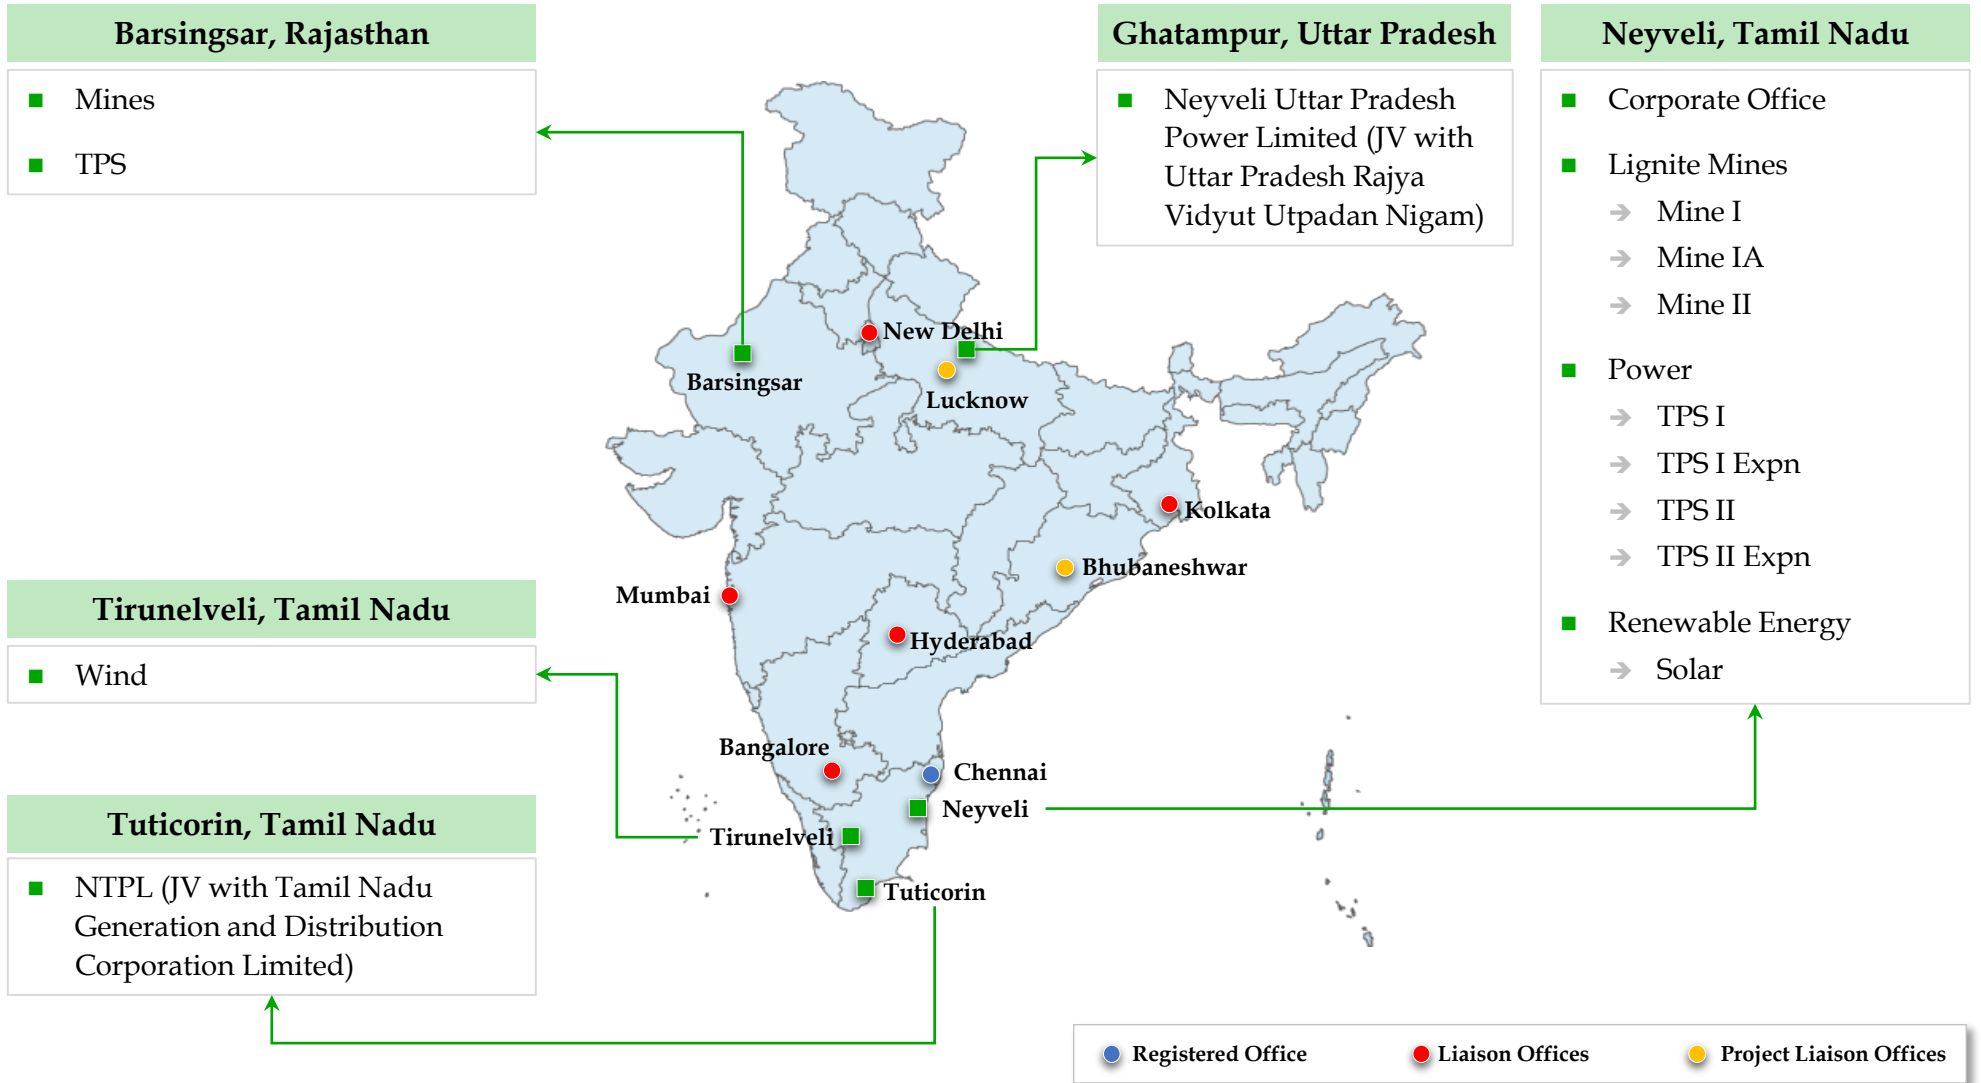 Barsingsar, Rajasthan
Mines
TPS
Ghatampur, Uttar Pradesh
Neyveli Uttar Pradesh
Power Limited (JV with
Uttar Pradesh Rajya
Vidyut Utpadan Nigam)
Neyveli, Tamil Nadu
Corporate Office
Lignite Mines
Mine I
Mine IA
Mine II
Power
TPS I
TPS I Expn
TPS II
TPS II Expn
Renewable Energy
Solar
New Delhi
Barsingsar
Lucknow
Kolkata
Bhubaneshwar
Mumbai
Hyderabad
Bangalore
Chennai
Neyveli
Tirunelveli
Tuticorin
Tirunelveli, Tamil Nadu
Wind
Tuticorin, Tamil Nadu
NTPL (JV with Tamil Nadu
Generation and Distribution
Corporation Limited)
Registered Office
Liaison Offices
Project Liaison Offices